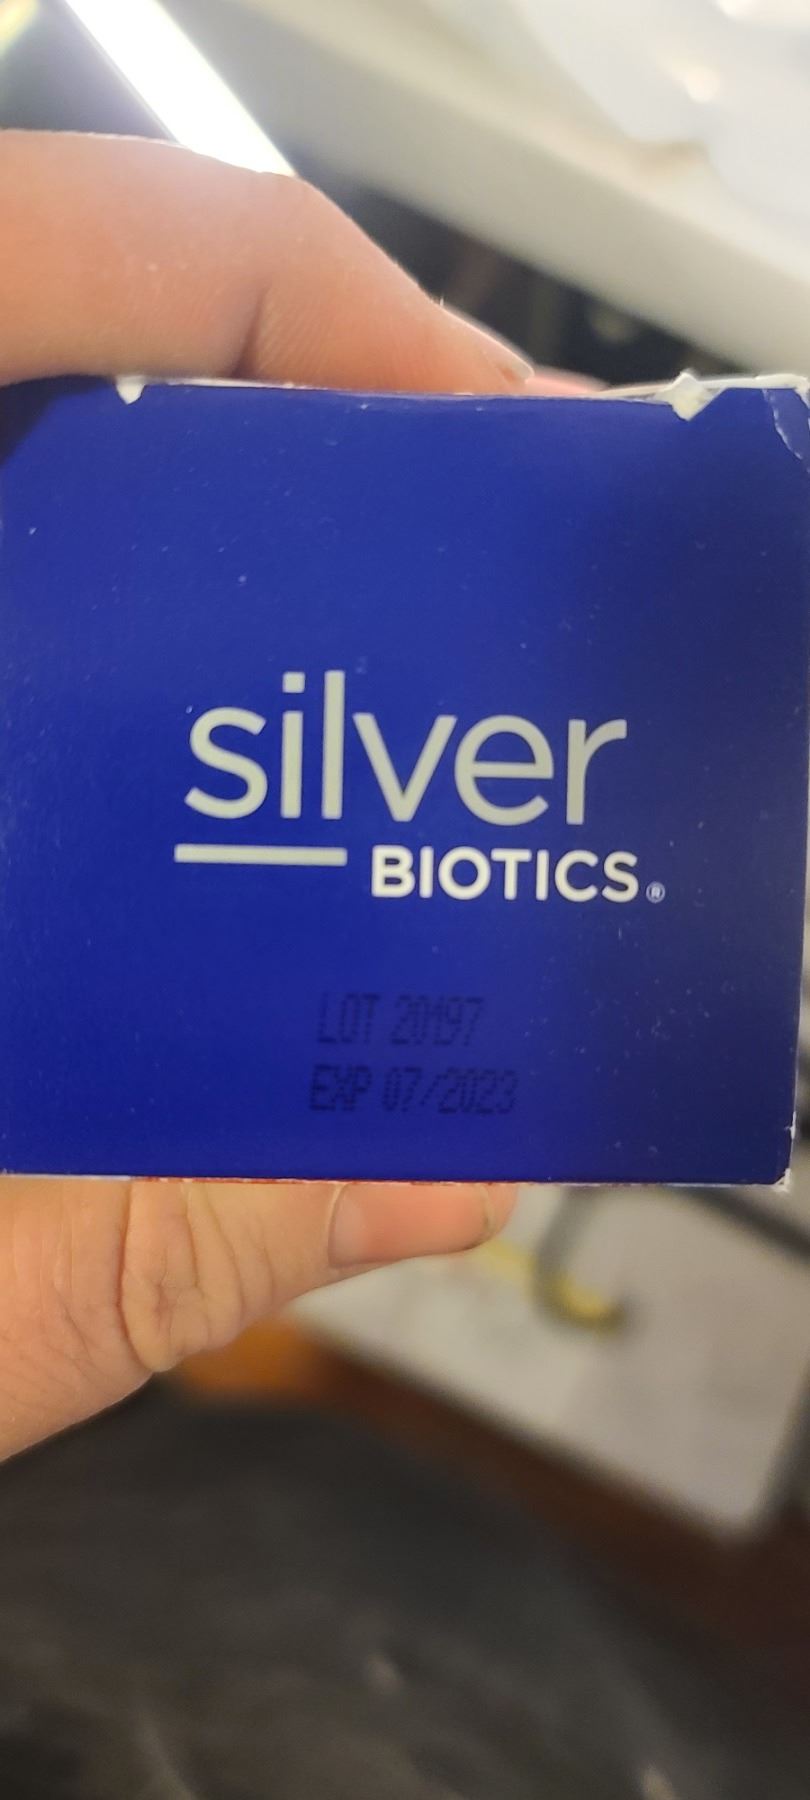 silver
BIOTICS®
LOT 20197
EXP 07/2023